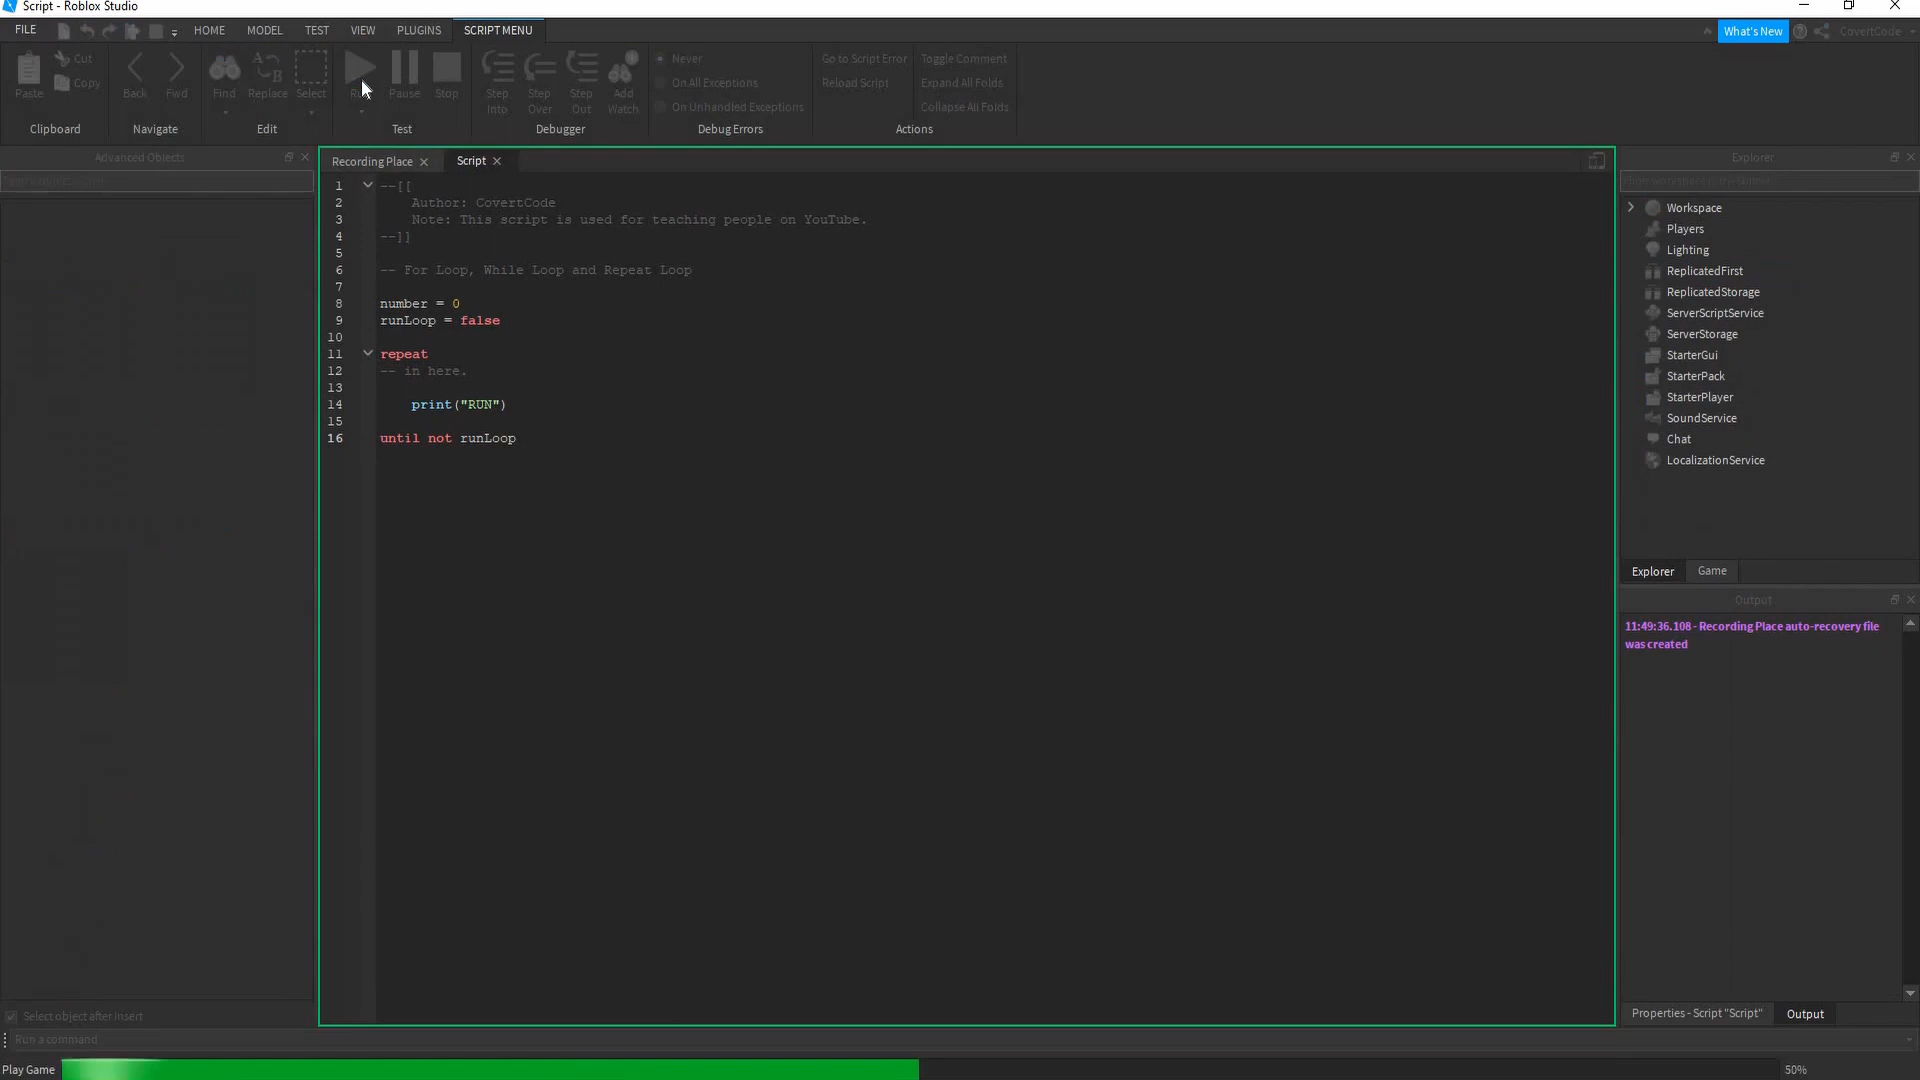 Script - Roblox Studio
FILE HOME MODEL TEST VIEW PLUGINS SCRIPT MENU What's New CovertCode
Paste Cut Copy Back Fwd Find Replace Select Pause Stop Step Into Step Over Step Out Add Watch
Never
On All Exceptions
On Unhandled Exceptions
Go to Script Error
Reload Script
Toggle Comment
Expand All Folds
Collapse All Folds
Clipboard Navigate Edit Test Debugger Debug Errors Actions
Advanced Objects
Recording Place Script
1 --[[
2 Author: CovertCode
3 Note: This script is used for teaching people on YouTube.
4 --]]
5
6 -- For Loop, While Loop and Repeat Loop
7
8 number = 0
9 runLoop = false
10
11 repeat
12 -- in here.
13
14 print("RUN")
15
16 until not runLoop
Explorer
Workspace
Players
Lighting
ReplicatedFirst
ReplicatedStorage
ServerScriptService
ServerStorage
StarterGui
StarterPack
StarterPlayer
SoundService
Chat
LocalizationService
Explorer Game
Output
11:49:36.108 - Recording Place auto-recovery file
was created
Properties - Script "Script" Output
Select object after insert
Run a command
Play Game 50%